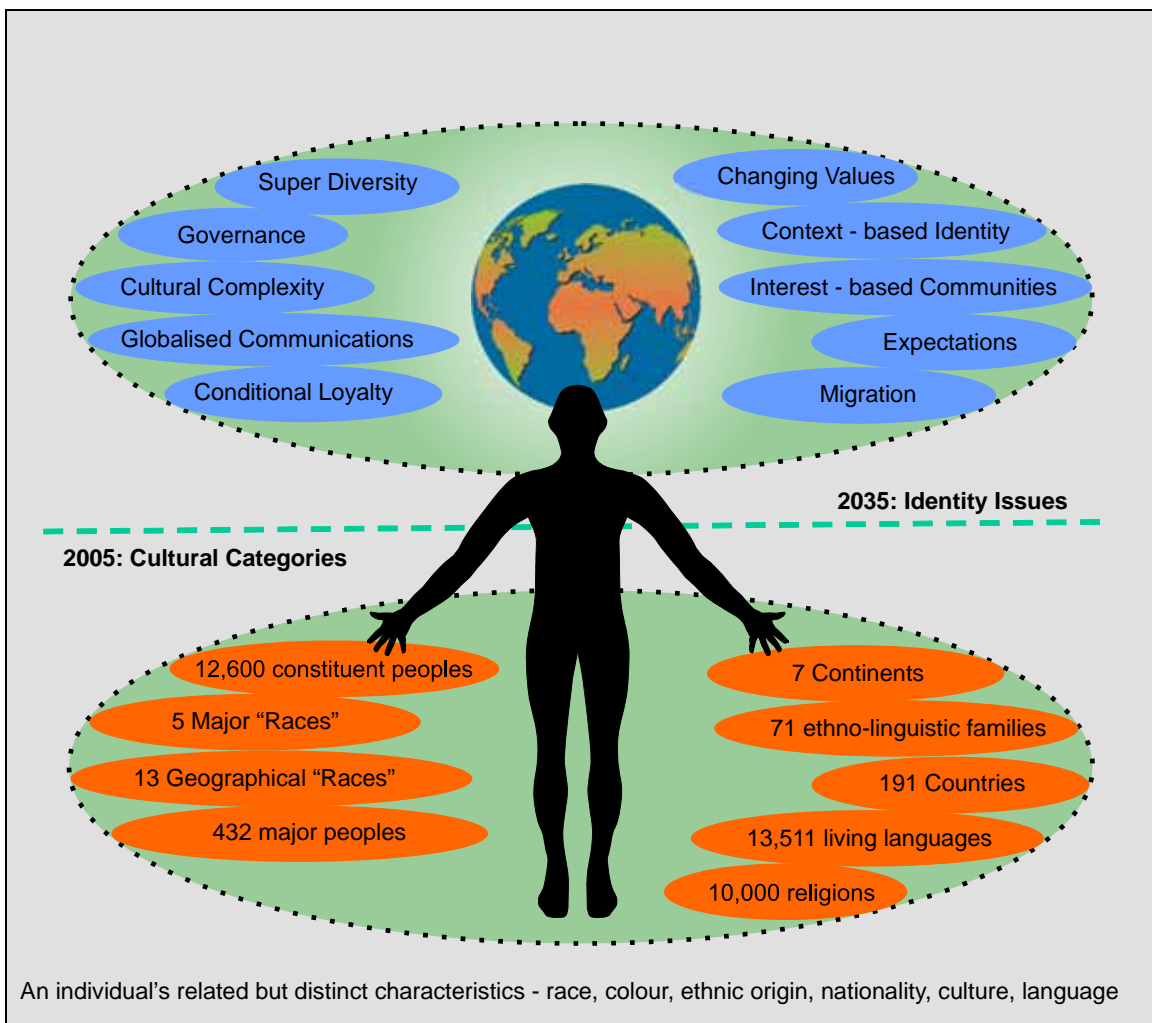 Super Diversity
Governance
Cultural Complexity
Globalised Communications
Conditional Loyalty
Changing Values
Context - based Identity
Interest - based Communities
Expectations
Migration
2035: Identity Issues
2005: Cultural Categories
12,600 constituent peoples
5 Major “Races”
13 Geographical “Races”
432 major peoples
7 Continents
71 ethno-linguistic families
191 Countries
13,511 living languages
10,000 religions
An individual’s related but distinct characteristics - race, colour, ethnic origin, nationality, culture, language